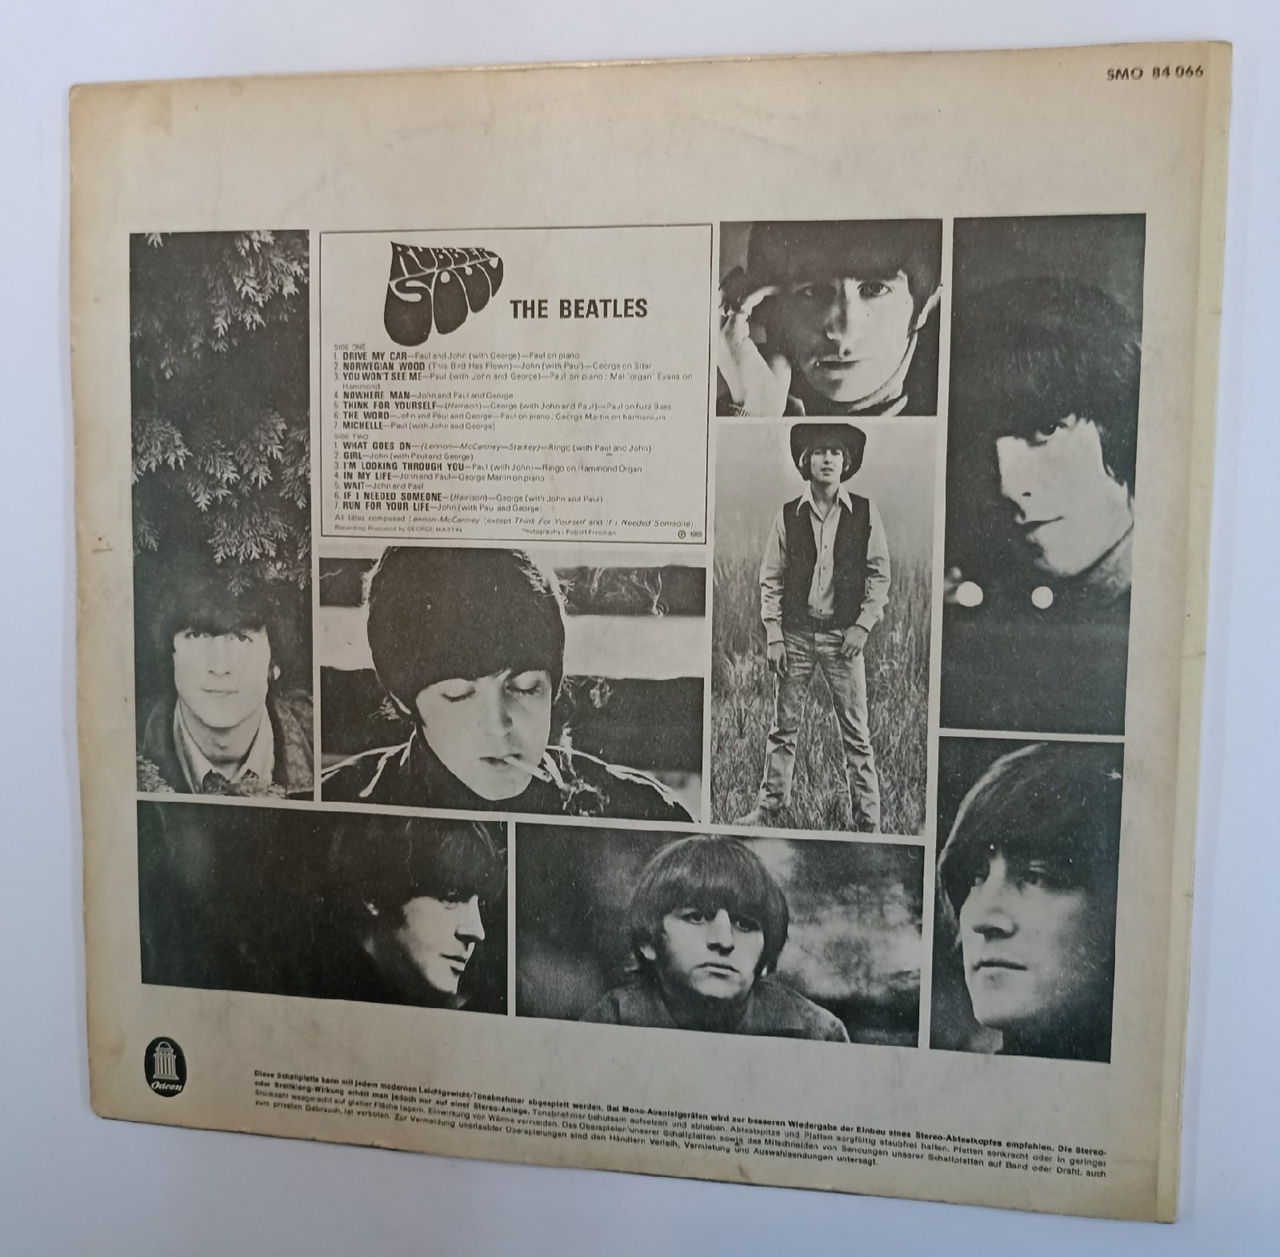 SMO 84 066
RUBBER
SOUL
THE BEATLES
SIDE ONE
1. DRIVE MY CAR—Paul and John (with George)—Paul on piano
2. NORWEGIAN WOOD (This Bird Has Flown)—John (with Paul)—George on Sitar
3. YOU WON'T SEE ME—Paul (with John and George)—Paul on piano; Mal 'organ' Evans on
Hammond
4. NOWHERE MAN—John and Paul and George
5. THINK FOR YOURSELF—(Harrison)—George (with John and Paul)—Paul on fuzz Bass
6. THE WORD—John and Paul and George—Paul on piano; George Martin on harmonium
7. MICHELLE—Paul (with John and George)
SIDE TWO
1. WHAT GOES ON—(Lennon—McCartney—Starkey)—Ringo (with Paul and John)
2. GIRL—John (with Paul and George)
3. I'M LOOKING THROUGH YOU—Paul (with John)—Ringo on Hammond Organ
4. IN MY LIFE—John and Paul—George Martin on piano
5. WAIT—John and Paul
6. IF I NEEDED SOMEONE—(Harrison)—George (with John and Paul)
7. RUN FOR YOUR LIFE—John (with Paul and George)
All titles composed Lennon-McCartney (except Think For Yourself and If I Needed Someone).
Recording Produced by GEORGE MARTIN Photography: Robert Freeman ℗ 1965
Odeon
Diese Schallplatte kann mit jedem modernen Leichtgewicht-Tonabnehmer abgespielt werden. Bei Mono-Abspielgeräten wird zur besseren Wiedergabe der Einbau eines Stereo-Abtastkopfes empfohlen. Die Stereo-
oder Breitklang-Wirkung erhält man jedoch nur auf einer Stereo-Anlage. Tonabnehmer behutsam aufsetzen und abheben. Abtastspitze und Platten sorgfältig staubfrei halten. Platten senkrecht oder in geringer
Stückzahl waagerecht auf glatter Fläche lagern. Einwirkung von Wärme vermeiden. Das Überspielen unserer Schallplatten sowie das Mitschneiden von Sendungen unserer Schallplatten auf Band oder Draht, auch
zum privaten Gebrauch, ist verboten. Zur Vermeidung unerlaubter Überspielungen sind den Händlern Verleih, Vermietung und Auswahlsendungen untersagt.